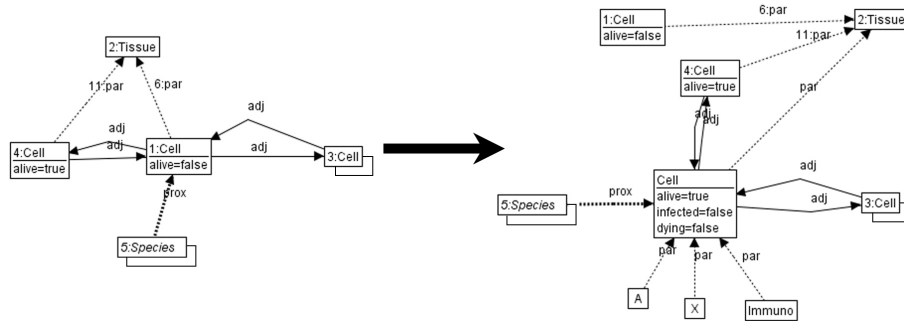 2:Tissue
11:par
6:par
adj
4:Cell
alive=true
adj
adj
1:Cell
alive=false
adj
3:Cell
prox
5:Species
1:Cell
alive=false
6:par
2:Tissue
11:par
4:Cell
alive=true
par
adj
adj
5:Species
prox
Cell
alive=true
infected=false
dying=false
adj
adj
3:Cell
par
par
par
A
X
Immuno